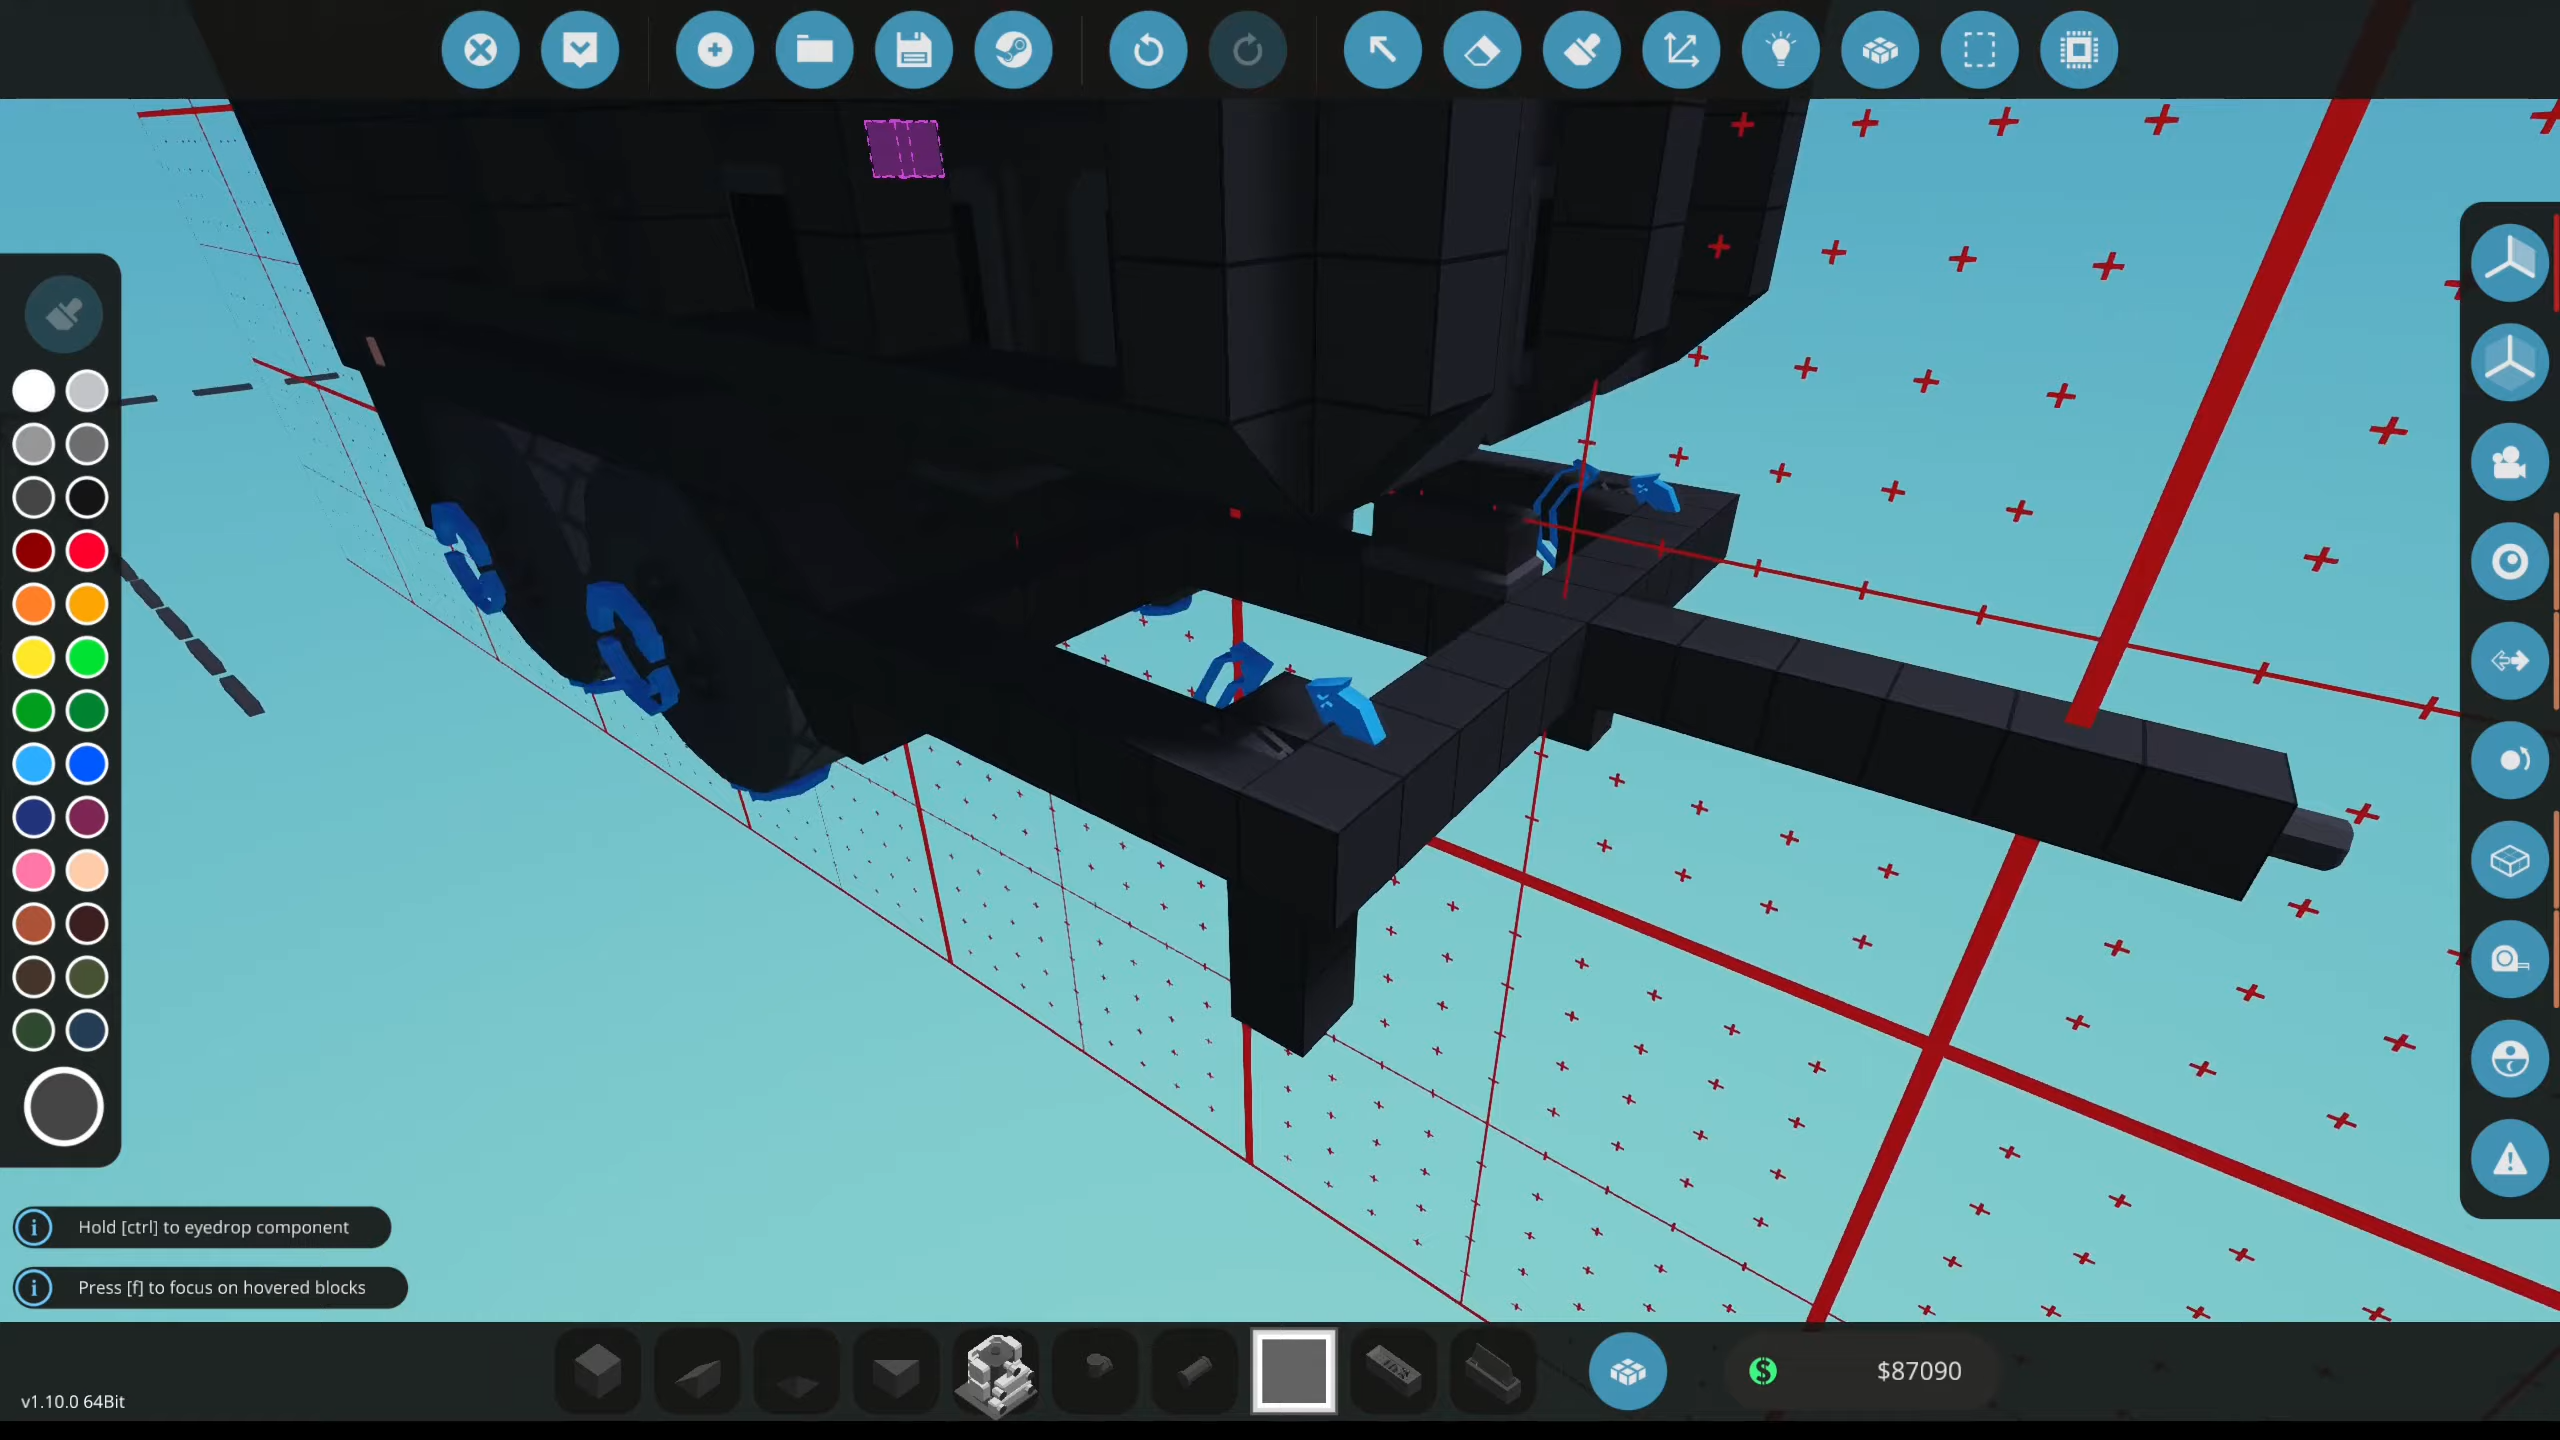 Hold [ctrl] to eyedrop component
Press [f] to focus on hovered blocks
v1.10.0 64Bit
$87090